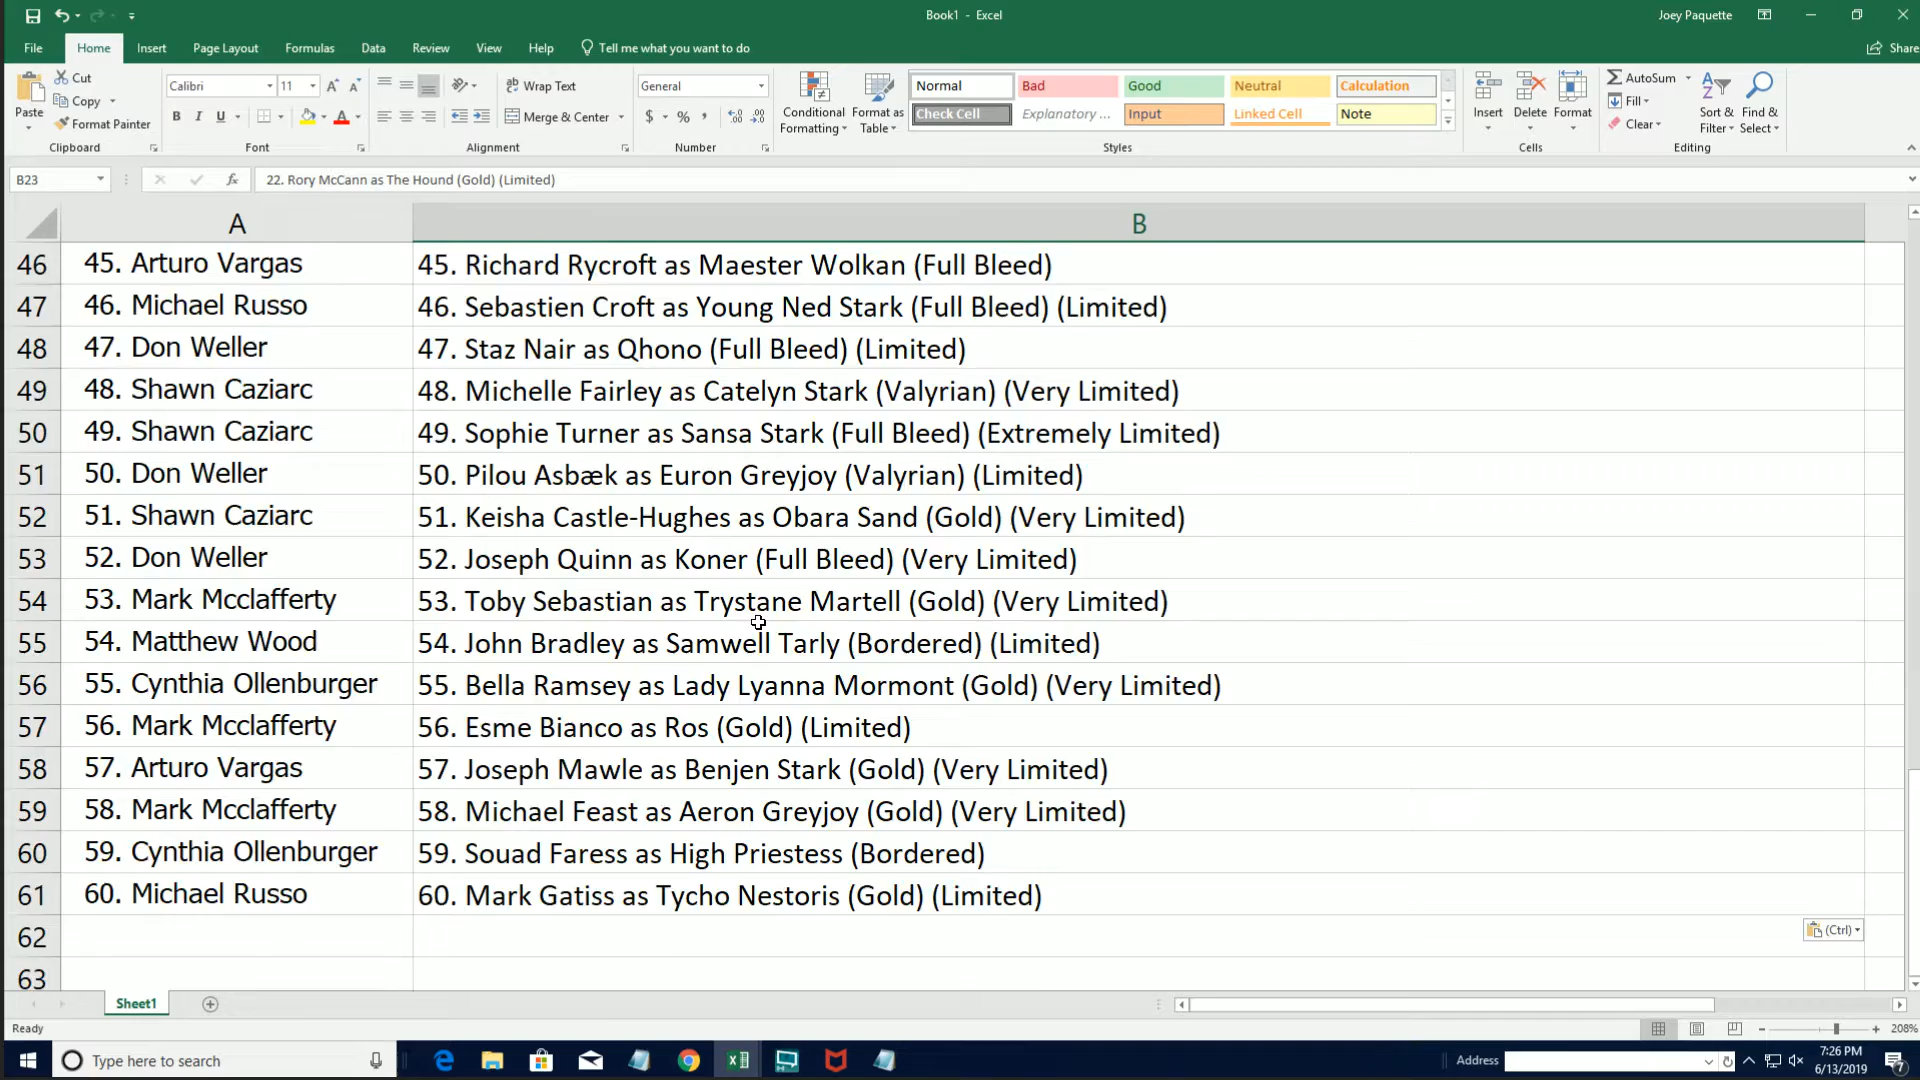 Book1 - Excel
Joey Paquette
File Home Insert Page Layout Formulas Data Review View Help Tell me what you want to do Share
Paste
Cut
Copy
Format Painter
Clipboard
Calibri 11
B I U
Font
Wrap Text
Merge & Center
Alignment
General
$ % ,
Number
Conditional Formatting
Format as Table
Normal Bad Good Neutral Calculation
Check Cell Explanatory ... Input Linked Cell Note
Styles
Insert Delete Format
Cells
AutoSum
Fill
Clear
Sort & Filter
Find & Select
Editing
B23 fx 22. Rory McCann as The Hound (Gold) (Limited)
A B
46 45. Arturo Vargas 45. Richard Rycroft as Maester Wolkan (Full Bleed)
47 46. Michael Russo 46. Sebastien Croft as Young Ned Stark (Full Bleed) (Limited)
48 47. Don Weller 47. Staz Nair as Qhono (Full Bleed) (Limited)
49 48. Shawn Caziarc 48. Michelle Fairley as Catelyn Stark (Valyrian) (Very Limited)
50 49. Shawn Caziarc 49. Sophie Turner as Sansa Stark (Full Bleed) (Extremely Limited)
51 50. Don Weller 50. Pilou Asbæk as Euron Greyjoy (Valyrian) (Limited)
52 51. Shawn Caziarc 51. Keisha Castle-Hughes as Obara Sand (Gold) (Very Limited)
53 52. Don Weller 52. Joseph Quinn as Koner (Full Bleed) (Very Limited)
54 53. Mark Mcclafferty 53. Toby Sebastian as Trystane Martell (Gold) (Very Limited)
55 54. Matthew Wood 54. John Bradley as Samwell Tarly (Bordered) (Limited)
56 55. Cynthia Ollenburger 55. Bella Ramsey as Lady Lyanna Mormont (Gold) (Very Limited)
57 56. Mark Mcclafferty 56. Esme Bianco as Ros (Gold) (Limited)
58 57. Arturo Vargas 57. Joseph Mawle as Benjen Stark (Gold) (Very Limited)
59 58. Mark Mcclafferty 58. Michael Feast as Aeron Greyjoy (Gold) (Very Limited)
60 59. Cynthia Ollenburger 59. Souad Faress as High Priestess (Bordered)
61 60. Michael Russo 60. Mark Gatiss as Tycho Nestoris (Gold) (Limited)
62
(Ctrl)
63
Sheet1
Ready
208%
Type here to search
Address
7:26 PM
6/13/2019
7